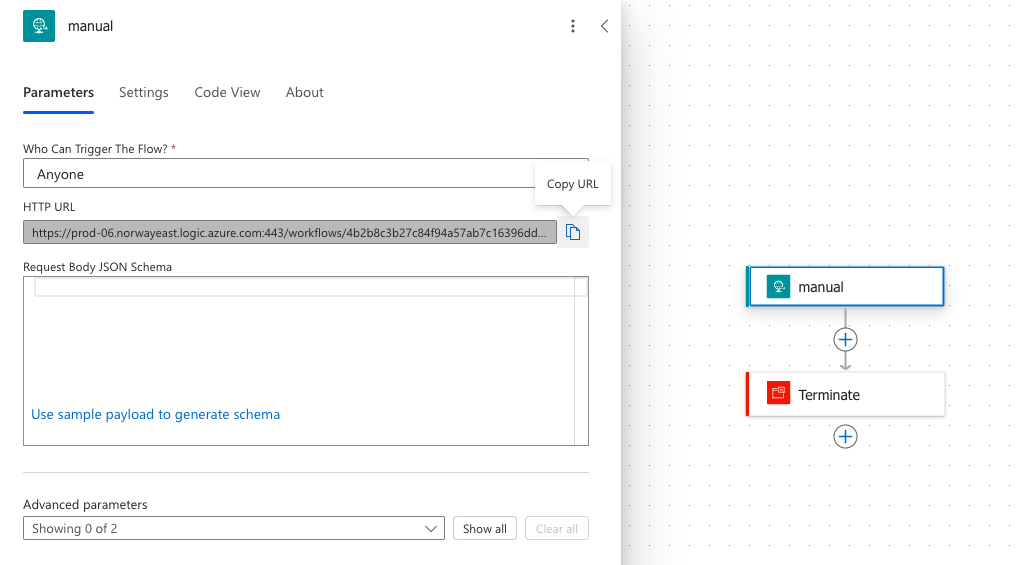 manual
Parameters Settings Code View About
Who Can Trigger The Flow? *
Anyone
Copy URL
HTTP URL
https://prod-06.norwayeast.logic.azure.com:443/workflows/4b2b8c3b27c84f94a57ab7c16396dd...
Request Body JSON Schema
Use sample payload to generate schema
Advanced parameters
Showing 0 of 2
Show all
Clear all
manual
Terminate